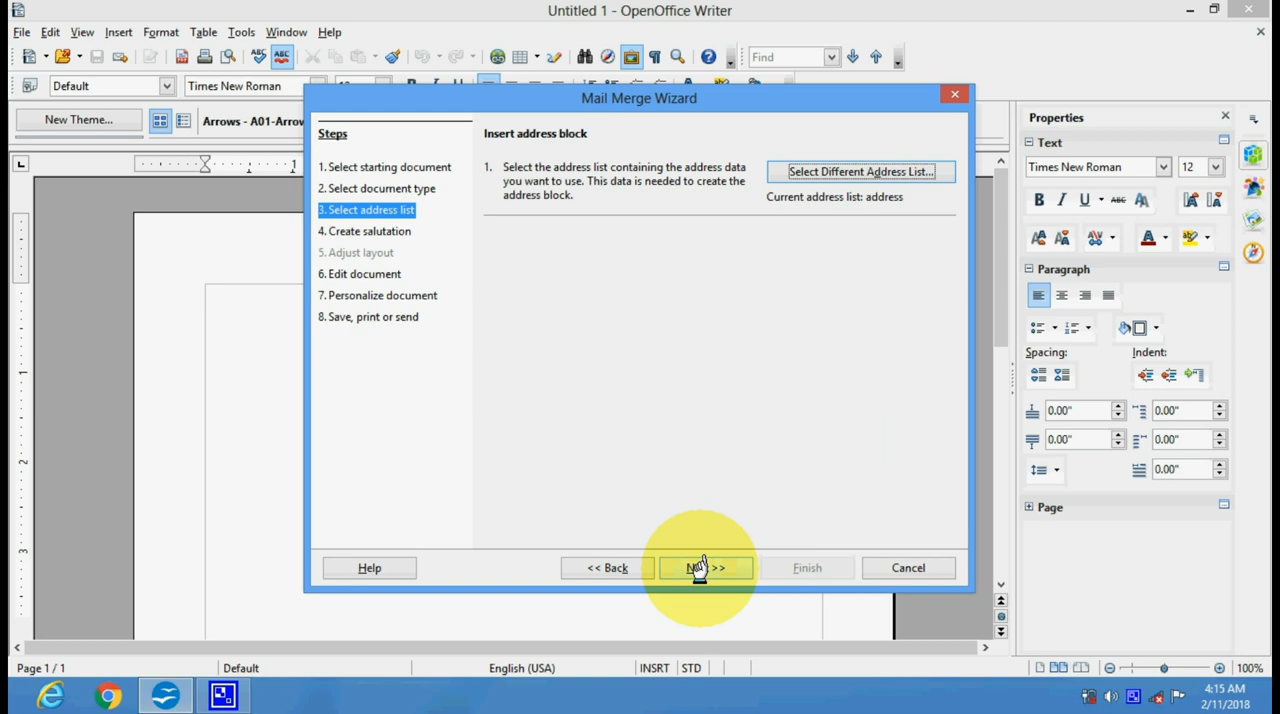 Untitled 1 - OpenOffice Writer
File Edit View Insert Format Table Tools Window Help
Find
Default Times New Roman
Mail Merge Wizard
New Theme... Arrows - A01-Arrow
Steps
1. Select starting document
2. Select document type
3. Select address list
4. Create salutation
5. Adjust layout
6. Edit document
7. Personalize document
8. Save, print or send
Insert address block
1. Select the address list containing the address data
you want to use. This data is needed to create the
address block.
Select Different Address List...
Current address list: address
Help << Back >> Finish Cancel
Properties
Text
Times New Roman 12
B I U ABC
Paragraph
Spacing: Indent:
0.00" 0.00"
0.00" 0.00"
0.00"
Page
1
1
2
3
Page 1 / 1 Default English (USA) INSRT STD 100%
4:15 AM
2/11/2018